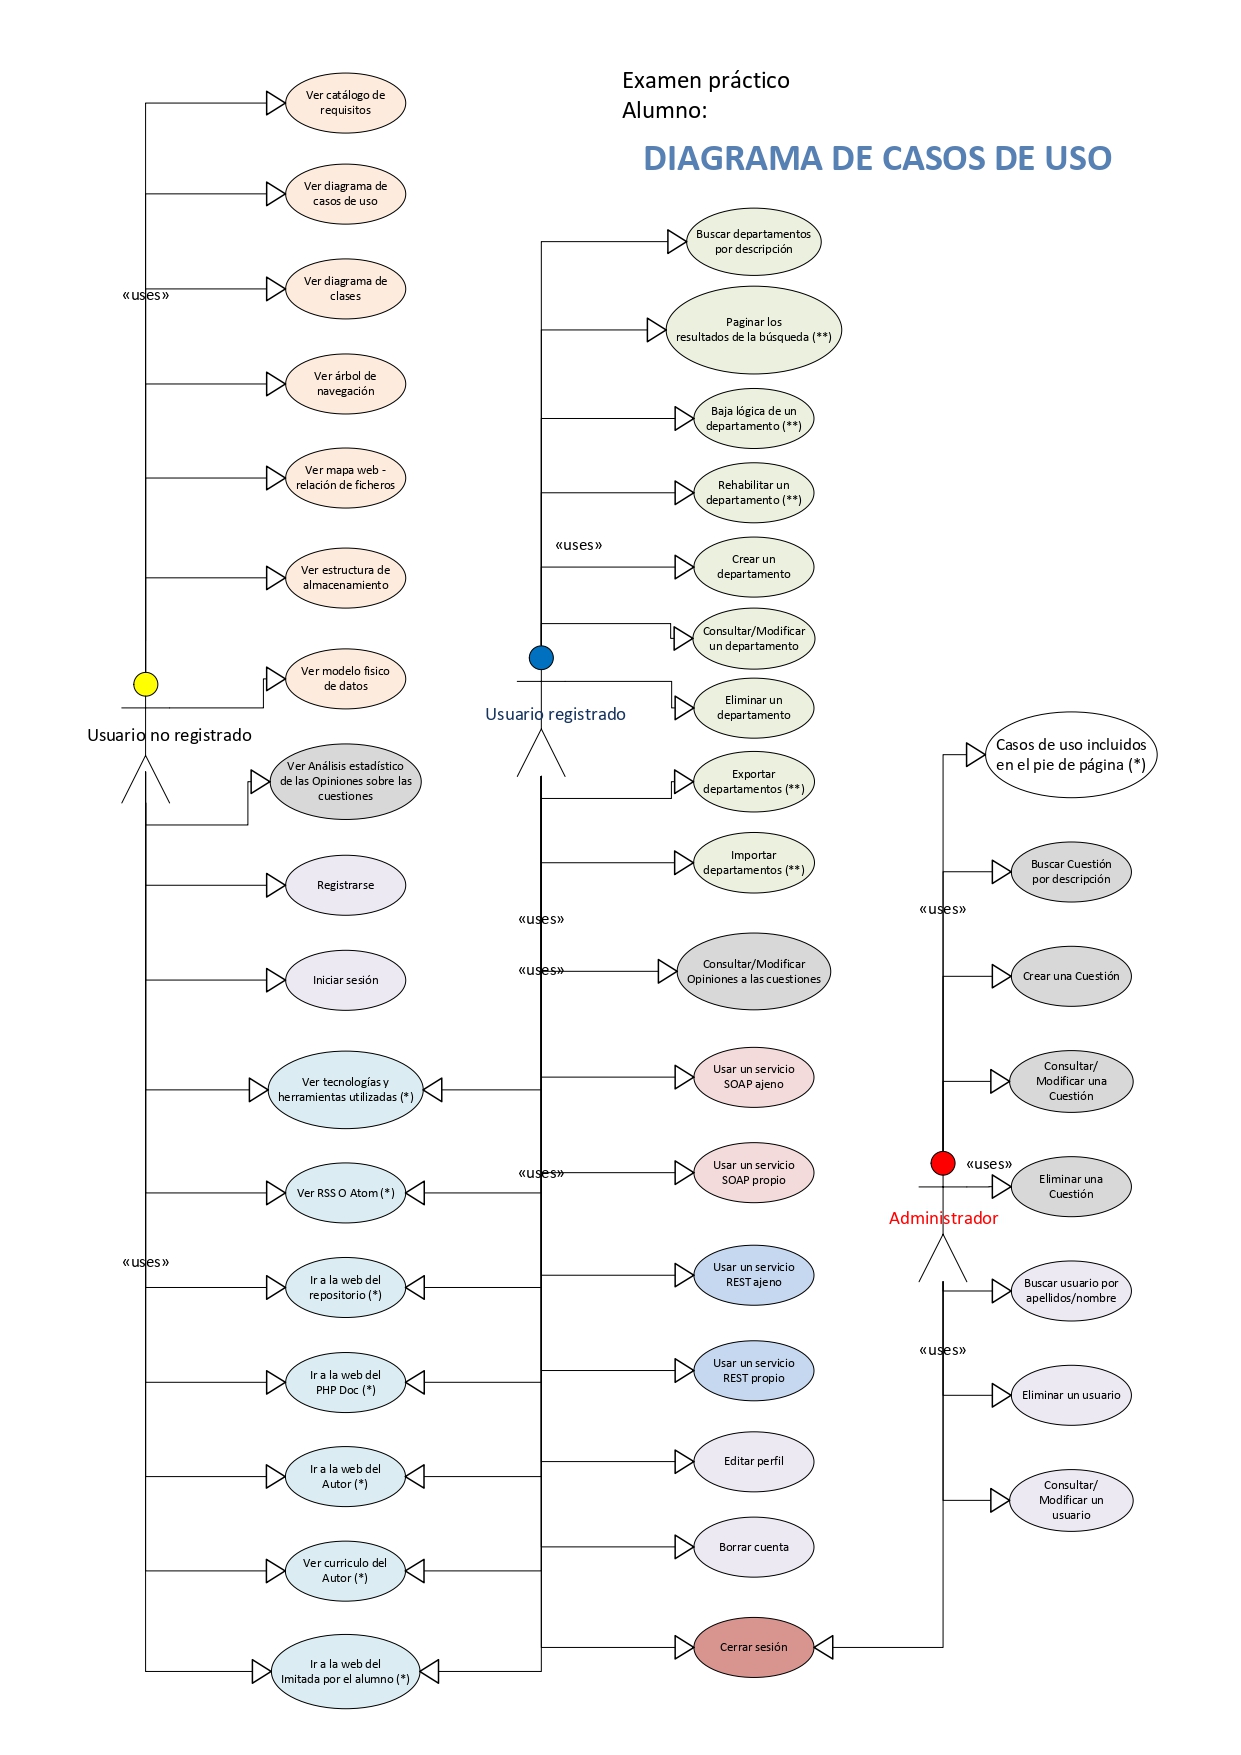 Examen práctico
Alumno:
DIAGRAMA DE CASOS DE USO
Ver catálogo de
requisitos
Ver diagrama de
casos de uso
«uses»
Ver diagrama de
clases
Ver árbol de
navegación
Ver mapa web -
relación de ficheros
Ver estructura de
almacenamiento
Ver modelo fisico
de datos
Usuario no registrado
Ver Análisis estadístico
de las Opiniones sobre las
cuestiones
Registrarse
Iniciar sesión
Ver tecnologías y
herramientas utilizadas (*)
Ver RSS O Atom (*)
«uses»
Ir a la web del
repositorio (*)
Ir a la web del
PHP Doc (*)
Ir a la web del
Autor (*)
Ver curriculo del
Autor (*)
Ir a la web del
Imitada por el alumno (*)
Buscar departamentos
por descripción
Paginar los
resultados de la búsqueda (**)
Baja lógica de un
departamento (**)
Rehabilitar un
departamento (**)
«uses»
Crear un
departamento
Consultar/Modificar
un departamento
Eliminar un
departamento
Usuario registrado
Exportar
departamentos (**)
Importar
departamentos (**)
«uses»
«uses»
Consultar/Modificar
Opiniones a las cuestiones
Usar un servicio
SOAP ajeno
«uses»
Usar un servicio
SOAP propio
Usar un servicio
REST ajeno
Usar un servicio
REST propio
Editar perfil
Borrar cuenta
Cerrar sesión
Casos de uso incluidos
en el pie de página (*)
Buscar Cuestión
por descripción
«uses»
Crear una Cuestión
Consultar/
Modificar una
Cuestión
«uses»
Eliminar una
Cuestión
Administrador
Buscar usuario por
apellidos/nombre
«uses»
Eliminar un usuario
Consultar/
Modificar un
usuario